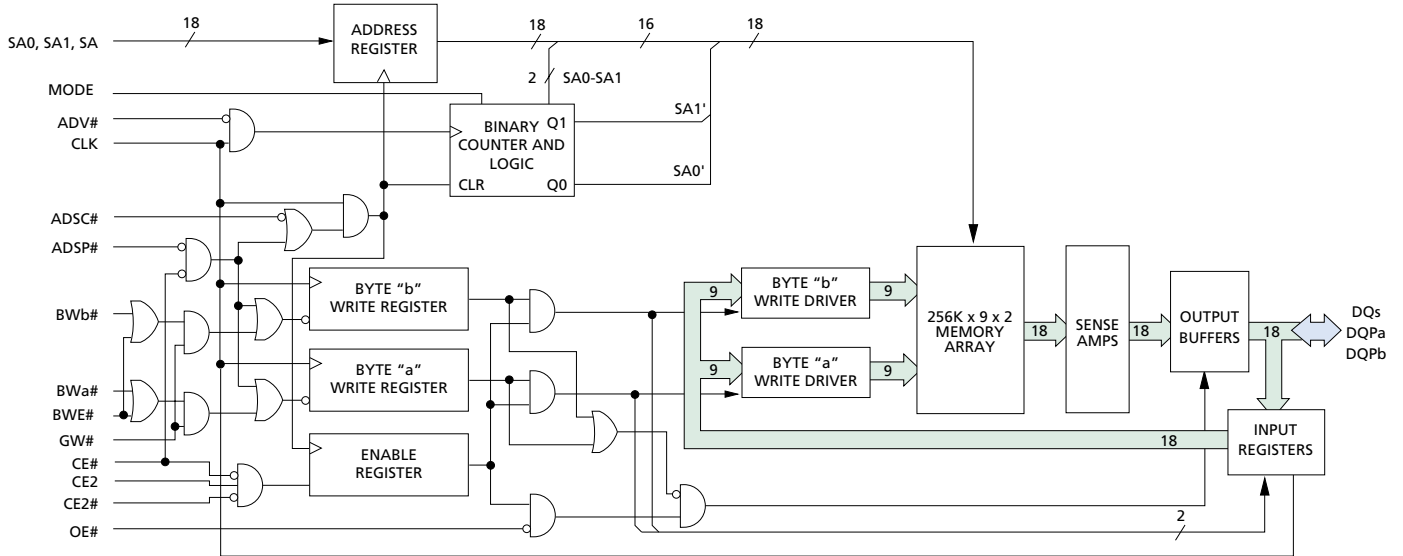 SA0, SA1, SA
18
ADDRESS
REGISTER
18
16
18
2
SA0-SA1
MODE
ADV#
CLK
BINARY
COUNTER AND
LOGIC
Q1
CLR
Q0
SA1'
SA0'
ADSC#
ADSP#
BYTE “b”
WRITE REGISTER
BWb#
BYTE “a”
WRITE REGISTER
BWa#
BWE#
GW#
CE#
CE2
CE2#
OE#
ENABLE
REGISTER
9
BYTE “b”
WRITE DRIVER
9
9
BYTE “a”
WRITE DRIVER
9
256K x 9 x 2
MEMORY
ARRAY
18
SENSE
AMPS
18
OUTPUT
BUFFERS
18
DQs
DQPa
DQPb
18
INPUT
REGISTERS
2